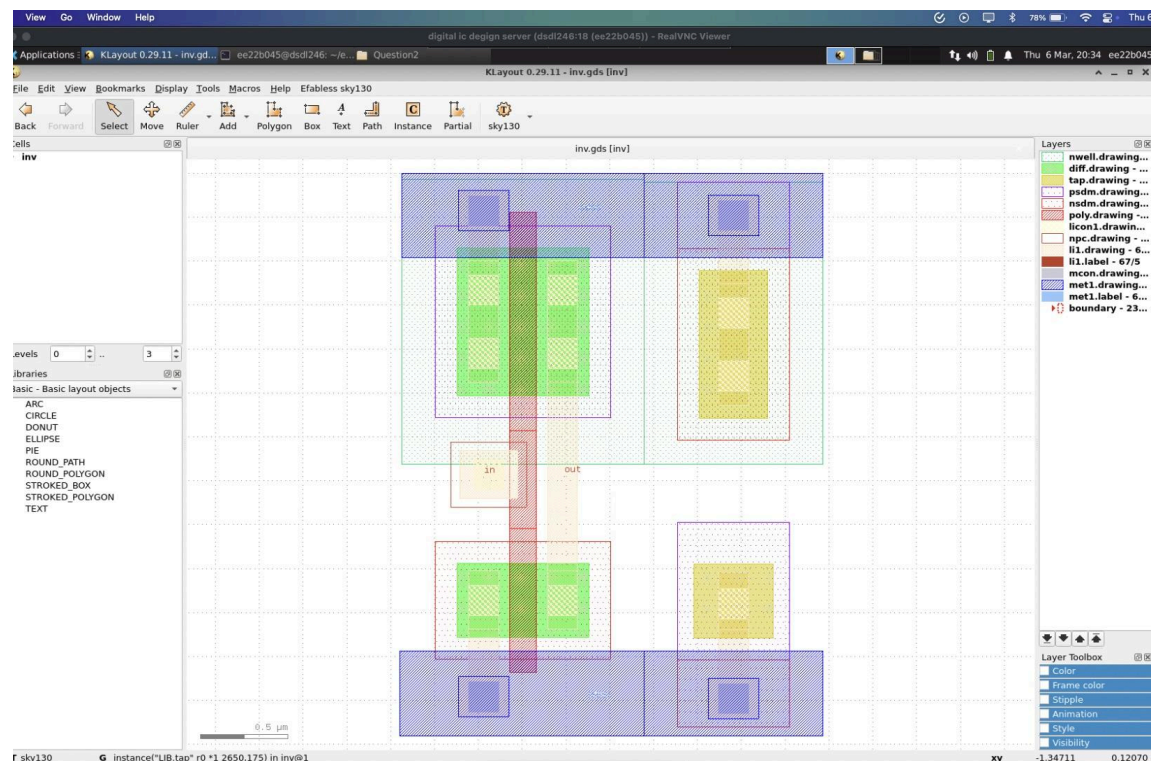 View Go Window Help
78% Thu 6
digital ic degign server (dsdl246:18 (ee22b045)) - RealVNC Viewer
Applications KLayout 0.29.11 - inv.gd... ee22b045@dsdl246: ~/e... Question2 Thu 6 Mar, 20:34 ee22b045
KLayout 0.29.11 - inv.gds [inv]
File Edit View Bookmarks Display Tools Macros Help Efabless sky130
Back Forward Select Move Ruler Add Polygon Box Text Path Instance Partial sky130
Cells
inv
inv.gds [inv]
Layers
nwell.drawing...
diff.drawing - ...
tap.drawing - ...
psdm.drawing...
nsdm.drawing...
poly.drawing -...
licon1.drawin...
npc.drawing - ...
li1.drawing - 6...
li1.label - 67/5
mcon.drawing...
met1.drawing...
met1.label - 6...
boundary - 23...
Levels 0 .. 3
Libraries
Basic - Basic layout objects
ARC
CIRCLE
DONUT
ELLIPSE
PIE
ROUND_PATH
ROUND_POLYGON
STROKED_BOX
STROKED_POLYGON
TEXT
in out
0.5 μm
Layer Toolbox
Color
Frame color
Stipple
Animation
Style
Visibility
T sky130 G instance("LIB.tap" r0 *1 2650,175) in inv@1 xy -1.34711 0.12070